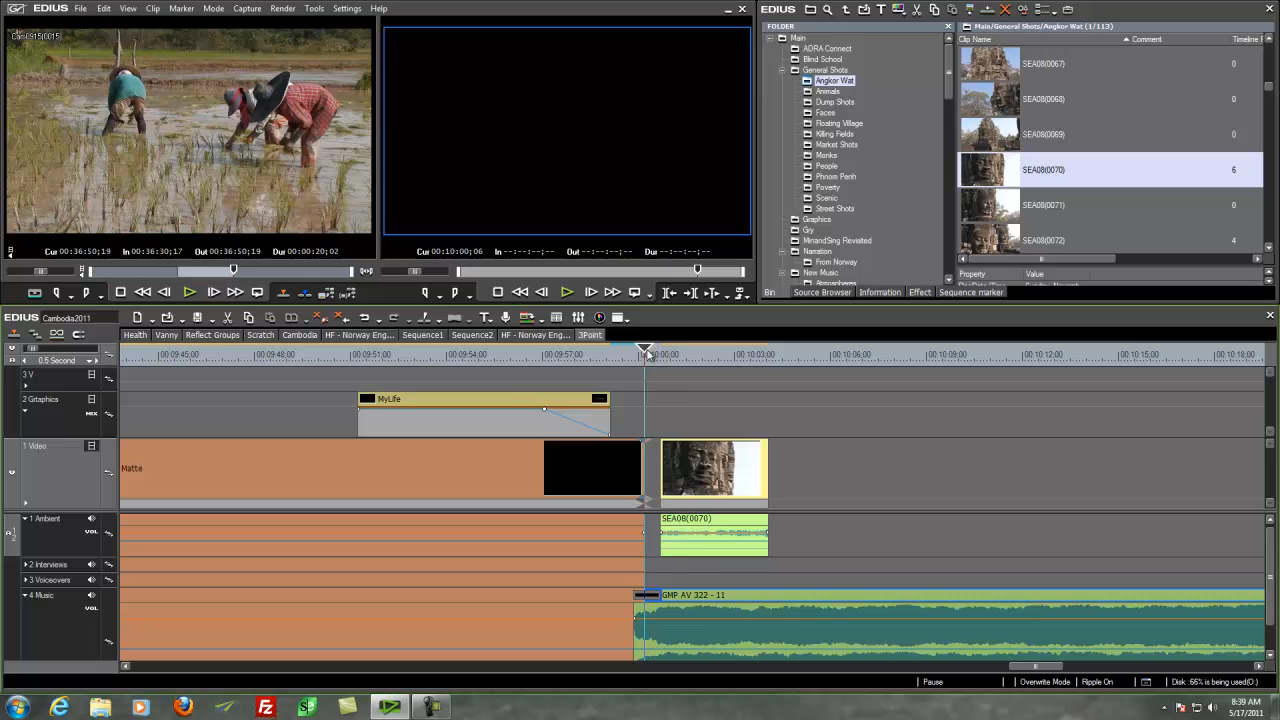 EDIUS File Edit View Clip Marker Mode Capture Render Tools Settings Help
EDIUS
FOLDER
Main/General Shots/Angkor Wat (1/113)
Clip Name Comment Timeline
Main
ADRA Connect
Blind School
General Shots
Angkor Wat
Animals
Dump Shots
Faces
Floating Village
Killing Fields
Market Shots
Monks
People
Phnom Penh
Poverty
Scenic
Street Shots
Graphics
Gry
MinandSing Revisited
Narration
From Norway
New Music
SEA08(0067) 0
SEA08(0068) 0
SEA08(0069) 0
SEA08(0070) 6
SEA08(0071) 0
SEA08(0072) 4
Property Value
Cur 00:36:50;19 In 00:36:30;17 Out 00:36:50;19 Dur 00:00:20;02
Cur 00:10:00;06 In --:--:--;-- Out --:--:--;-- Dur --:--:--;--
Bin Source Browser Information Effect Sequence marker
EDIUS Cambodia2011
Health Vanny Reflect Groups Scratch Cambodia HF - Norway Eng... Sequence1 Sequence2 HF - Norway Eng... 3Point
0.5 Second
00:09:45;00 00:09:48;00 00:09:51;00 00:09:54;00 00:09:57;00 00:00;00 00:10:03;00 00:10:06;00 00:10:09;00 00:10:12;00 00:10:15;00 00:10:18;00
3 V
2 Graphics
MIX
MyLife
1 Video
Matte
1 Ambient
VOL
SEA08(0070)
2 Interviews
3 Voiceovers
4 Music
VOL
GMP AV 322 - 11
Pause Overwrite Mode Ripple On Disk :66% is being used(O:)
8:39 AM
5/17/2011